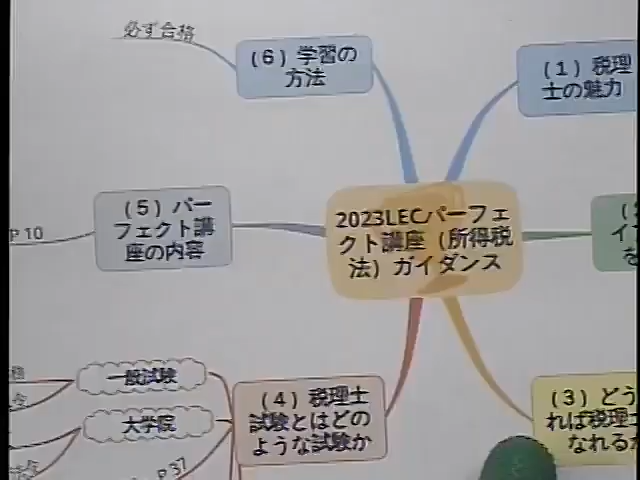 必ず合格
(6) 学習の
方法
(1) 税理
士の魅力
(5) パー
フェクト講
座の内容
P 10
2023LECパーフェ
クト講座 (所得税
法) ガイダンス
(4) 税理士
試験とはどの
ような試験か
一般試験
大学院
P 37
(3) どう
れば税理
なれるか